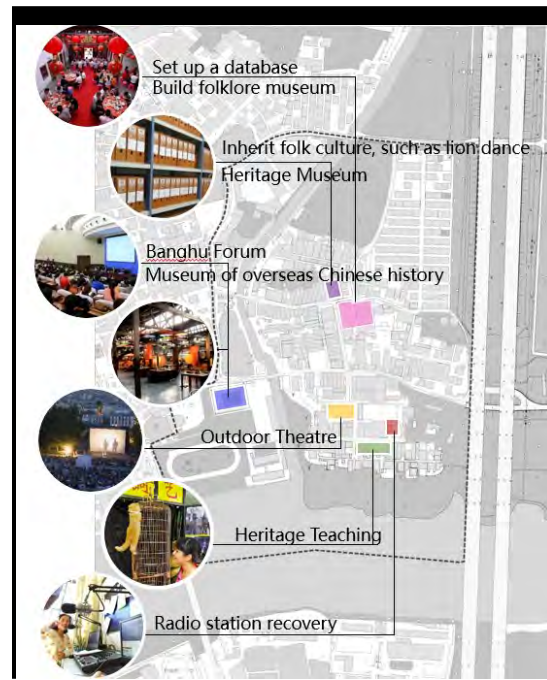 Set up a database
Build folklore museum
Inherit folk culture, such as lion dance
Heritage Museum
Banghu Forum
Museum of overseas Chinese history
Outdoor Theatre
Heritage Teaching
Radio station recovery